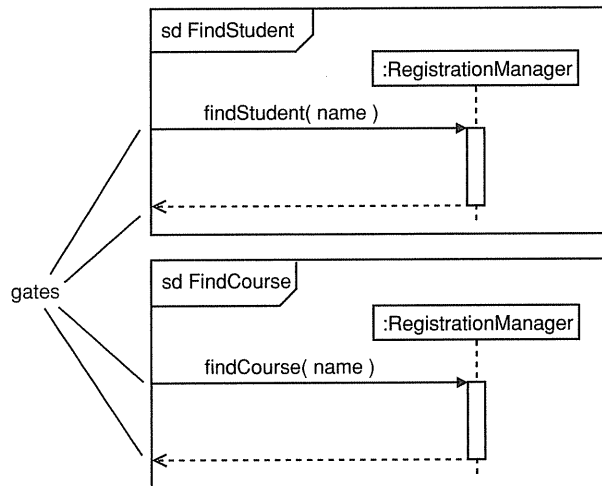 sd FindStudent
:RegistrationManager
findStudent( name )
gates
sd FindCourse
:RegistrationManager
findCourse( name )